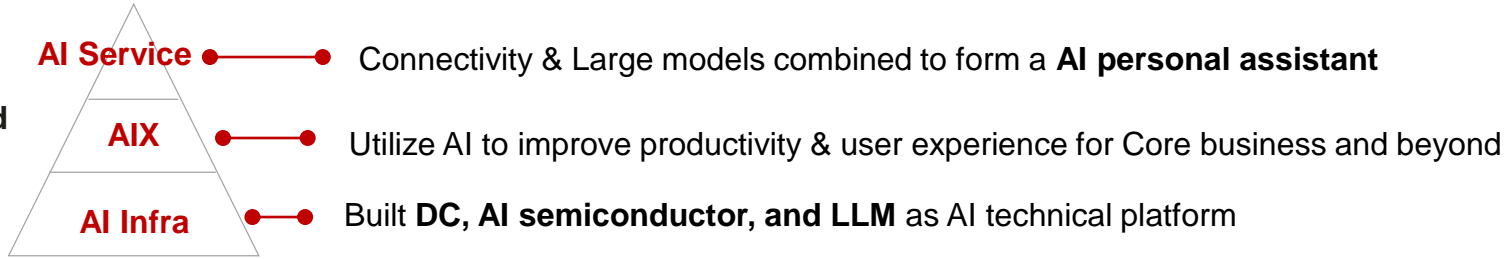 AI Service Connectivity & Large models combined to form a AI personal assistant
AIX Utilize AI to improve productivity & user experience for Core business and beyond
AI Infra Built DC, AI semiconductor, and LLM as AI technical platform